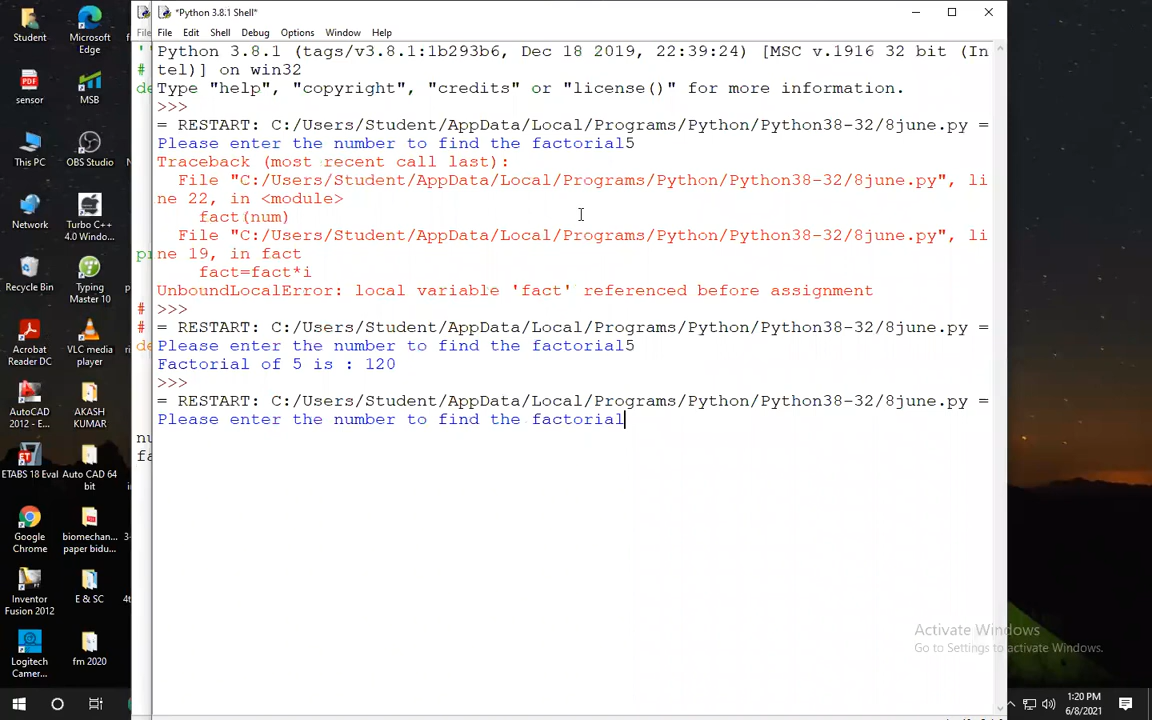 *Python 3.8.1 Shell*
File Edit Shell Debug Options Window Help
Python 3.8.1 (tags/v3.8.1:1b293b6, Dec 18 2019, 22:39:24) [MSC v.1916 32 bit (In
tel)] on win32
Type "help", "copyright", "credits" or "license()" for more information.
>>>
= RESTART: C:/Users/Student/AppData/Local/Programs/Python/Python38-32/8june.py =
Please enter the number to find the factorial5
Traceback (most recent call last):
File "C:/Users/Student/AppData/Local/Programs/Python/Python38-32/8june.py", li
ne 22, in <module>
fact(num)
File "C:/Users/Student/AppData/Local/Programs/Python/Python38-32/8june.py", li
ne 19, in fact
fact=fact*i
UnboundLocalError: local variable 'fact' referenced before assignment
>>>
= RESTART: C:/Users/Student/AppData/Local/Programs/Python/Python38-32/8june.py =
Please enter the number to find the factorial5
Factorial of 5 is : 120
>>>
= RESTART: C:/Users/Student/AppData/Local/Programs/Python/Python38-32/8june.py =
Please enter the number to find the factorial
Student
Microsoft
Edge
sensor
MSB
This PC
OBS Studio
Network
Turbo C++
4.0 Windo...
Recycle Bin
Typing
Master 10
Acrobat
Reader DC
VLC media
player
AutoCAD
2012 - E...
AKASH
KUMAR
ETABS 18 Eval
Auto CAD 64
bit
Google
Chrome
biomechan...
paper bidu...
Inventor
Fusion 2012
E & SC
Logitech
Camer...
fm 2020
Activate Windows
Go to Settings to activate Windows.
1:20 PM
6/8/2021